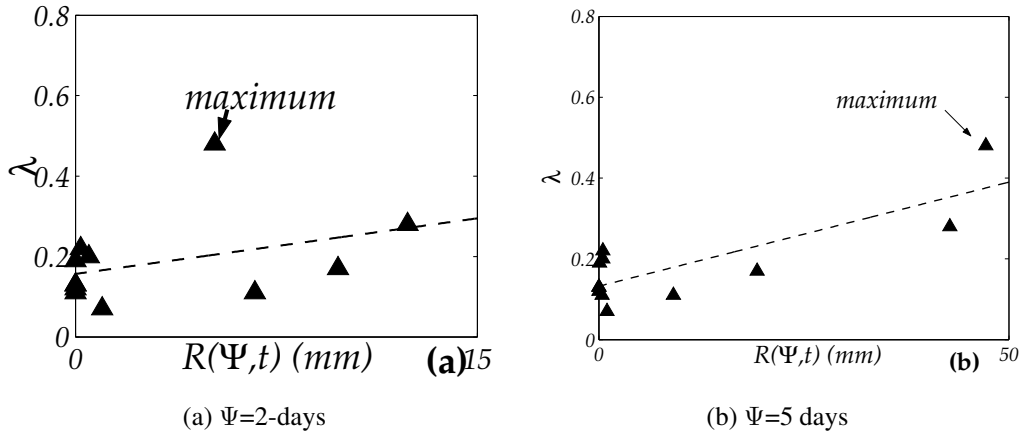 0.8
maximum
0.6
λ
0.4
0.2
0
0
R(Ψ,t) (mm)
(a)
15
(a) Ψ=2-days
0.8
0.6
maximum
λ
0.4
0.2
0
0
R(Ψ,t) (mm)
(b)
50
(b) Ψ=5 days